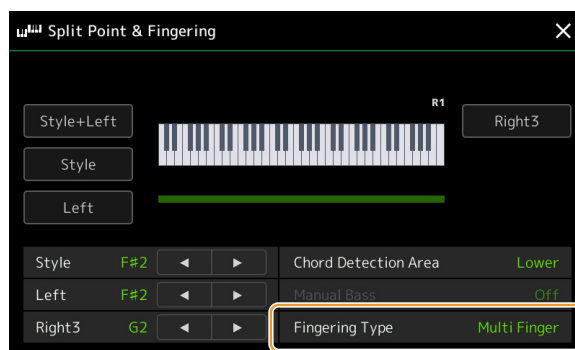 Split Point & Fingering
R1
Style+Left
Right3
Style
Left
Style F♯2 Chord Detection Area Lower
Left F♯2 Manual Bass Off
Right3 G2 Fingering Type Multi Finger